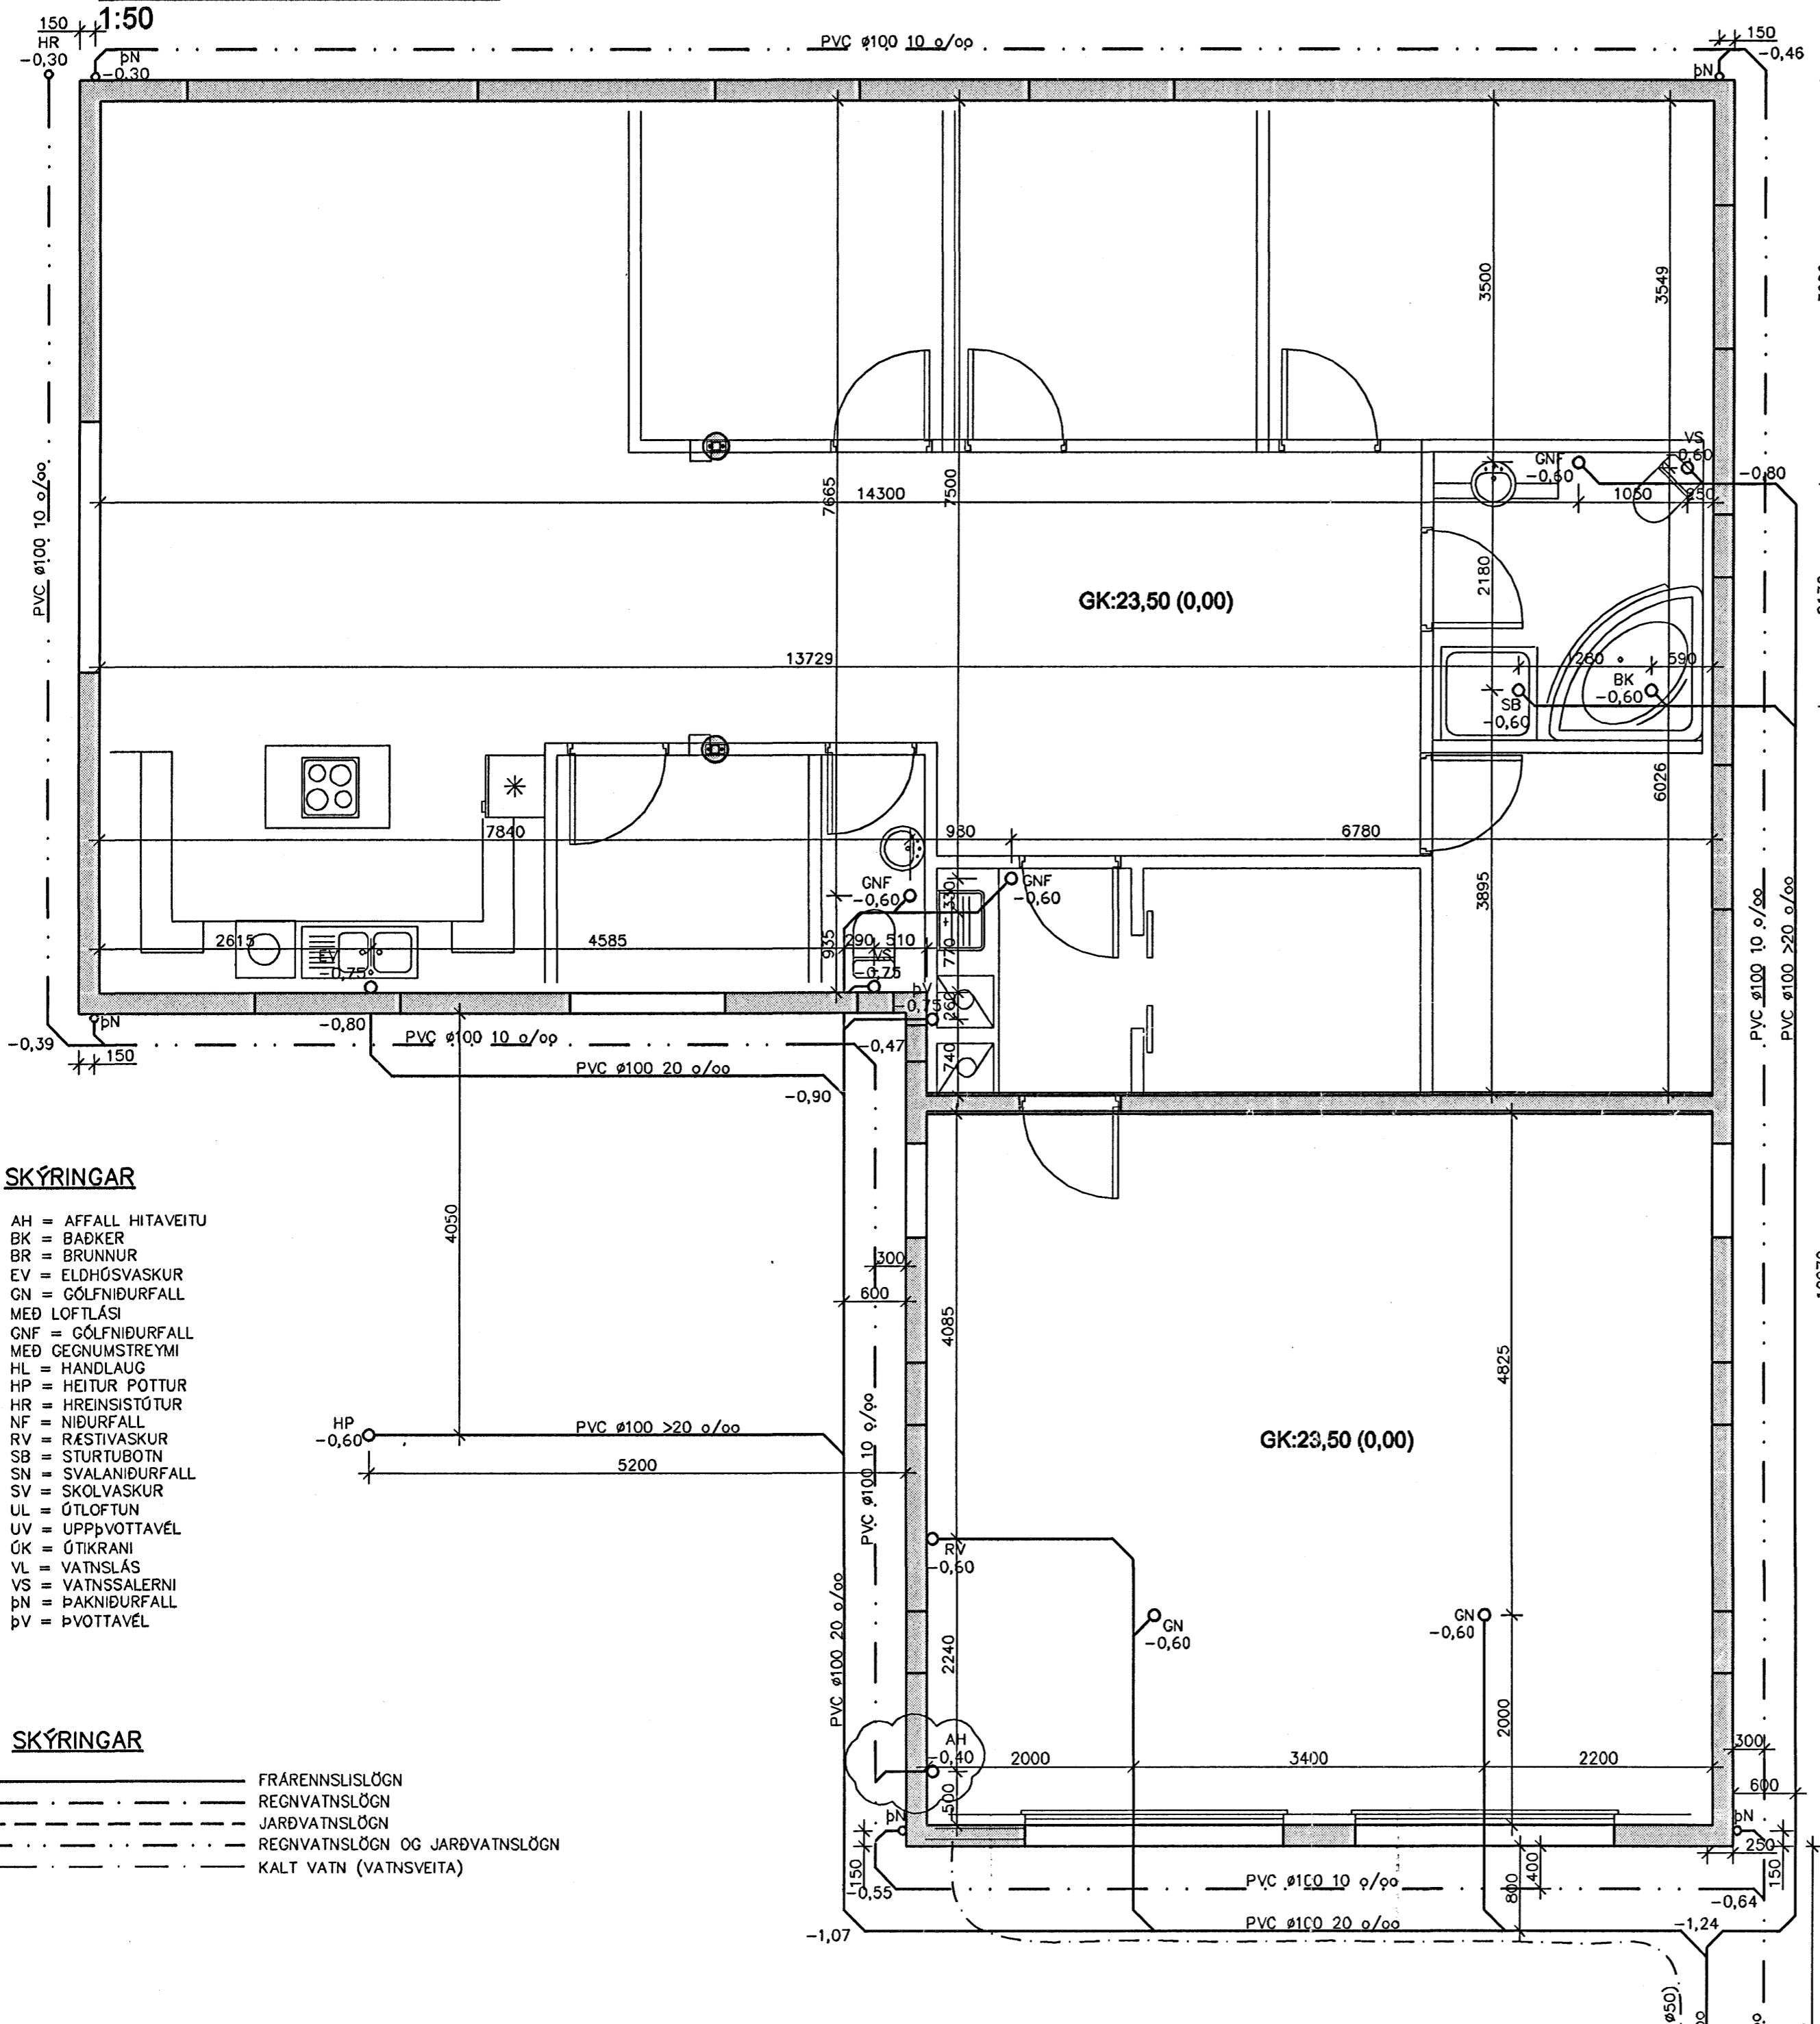 1:50
150
HR
-0,30
þN
-0,30
PVC ø100 10 o/oo
150
-0,46
þN
3500
3549
PVC ø100 10 o/oo
VS
-0,60
GNF
-0,60
-0,80
14300
7665
7500
1050
250
2180
GK:23,50 (0,00)
13729
1260
590
BK
-0,60
SB
-0,60
6026
7840
980
6780
GNF
-0,60
GNF
-0,60
330
3895
2615
4585
935
290
510
770
EV
-0,75
VS
-0,75
þV
-0,75
260
740
PVC ø100 10 o/oo
PVC ø100 >20 o/oo
þN
-0,39
150
-0,80
PVC ø100 10 o/oo
-0,47
PVC ø100 20 o/oo
-0,90
4050
300
600
4085
4825
SKÝRINGAR
AH = AFFALL HITAVEITU
BK = BAÐKER
BR = BRUNNUR
EV = ELDHÚSVASKUR
GN = GÓLFNIÐURFALL
MEÐ LOFTLÁSI
GNF = GÓLFNIÐURFALL
MEÐ GEGNUMSTREYMI
HL = HANDLAUG
HP = HEITUR POTTUR
HR = HREINSISTÚTUR
NF = NIÐURFALL
RV = RÆSTIVASKUR
SB = STURTUBOTN
SN = SVALANIÐURFALL
SV = SKOLVASKUR
UL = ÚTLOFTUN
UV = UPPÞVOTTAVÉL
ÚK = ÚTIKRANI
VL = VATNSLÁS
VS = VATNSSALERNI
þN = ÞAKNIÐURFALL
þV = ÞVOTTAVÉL
HP
-0,60
PVC ø100 >20 o/oo
5200
PVC ø100 10 o/oo
PVC ø100 20 o/oo
GK:23,50 (0,00)
RV
-0,60
GN
-0,60
GN
-0,60
2240
2000
AH
-0,40
2000
3400
2200
500
300
600
þN
þN
250
150
150
-0,55
PVC ø100 10 o/oo
800
400
-0,64
PVC ø100 20 o/oo
-1,07
-1,24
ø50)
SKÝRINGAR
FRÁRENNSLISLÖGN
REGNVATNSLÖGN
JARÐVATNSLÖGN
REGNVATNSLÖGN OG JARÐVATNSLÖGN
KALT VATN (VATNSVEITA)